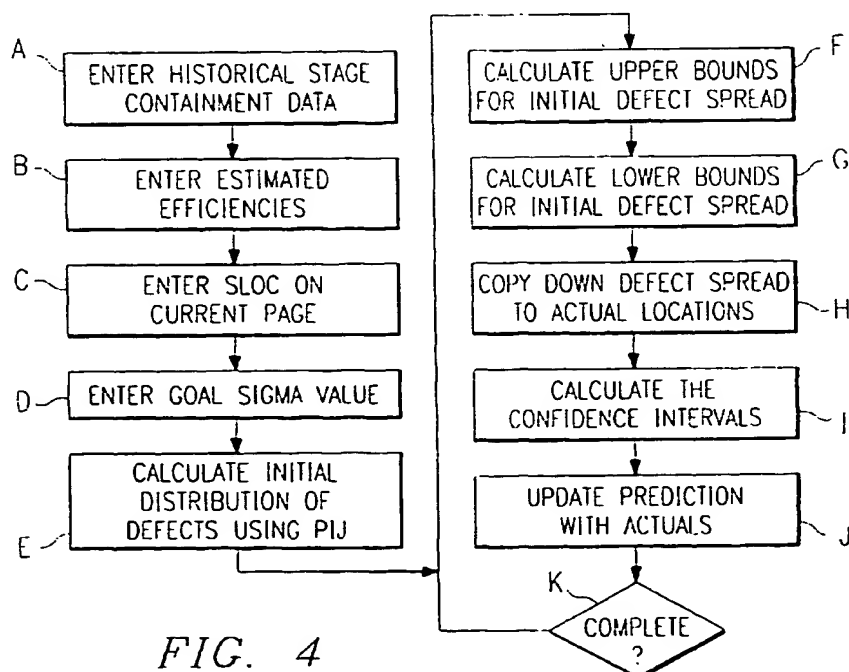 A
ENTER HISTORICAL STAGE
CONTAINMENT DATA
B
ENTER ESTIMATED
EFFICIENCIES
C
ENTER SLOC ON
CURRENT PAGE
D
ENTER GOAL SIGMA VALUE
E
CALCULATE INITIAL
DISTRIBUTION OF
DEFECTS USING PIJ
F
CALCULATE UPPER BOUNDS
FOR INITIAL DEFECT SPREAD
G
CALCULATE LOWER BOUNDS
FOR INITIAL DEFECT SPREAD
H
COPY DOWN DEFECT SPREAD
TO ACTUAL LOCATIONS
I
CALCULATE THE
CONFIDENCE INTERVALS
J
UPDATE PREDICTION
WITH ACTUALS
K
COMPLETE
?
FIG. 4